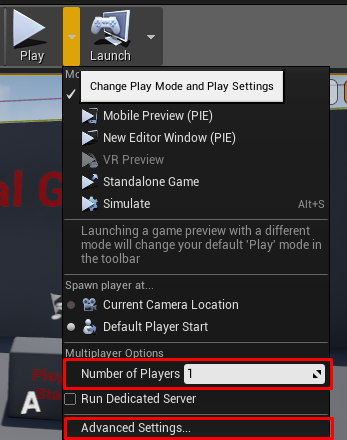 Play
Launch
Mo
Change Play Mode and Play Settings
Mobile Preview (PIE)
New Editor Window (PIE)
VR Preview
Standalone Game
Simulate Alt+S
Launching a game preview with a different
mode will change your default 'Play' mode in
the toolbar
Spawn player at...
Current Camera Location
Default Player Start
Multiplayer Options
Number of Players 1
Run Dedicated Server
Advanced Settings...
al G
Play
Sta
A